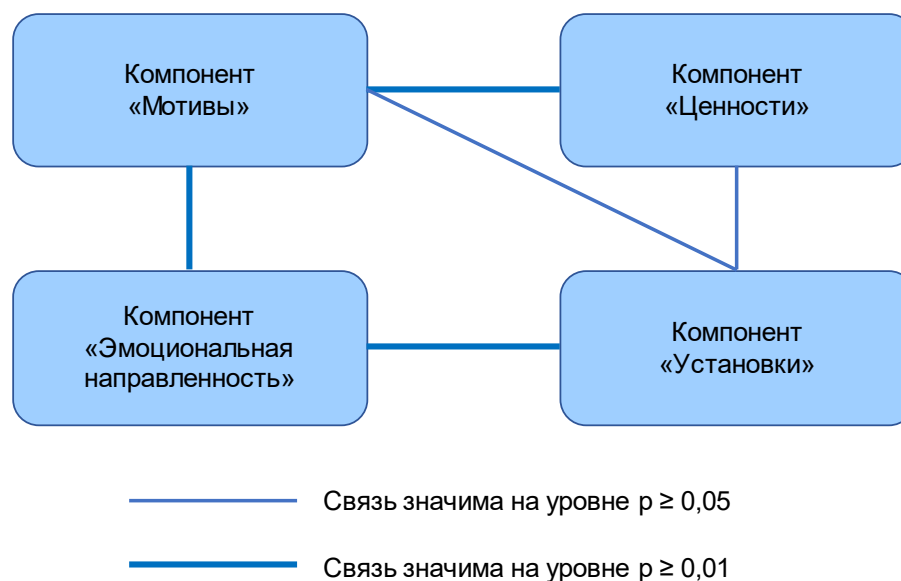 Компонент
«Мотивы»
Компонент
«Ценности»
Компонент
«Эмоциональная
направленность»
Компонент
«Установки»
Связь значима на уровне p ≥ 0,05
Связь значима на уровне p ≥ 0,01